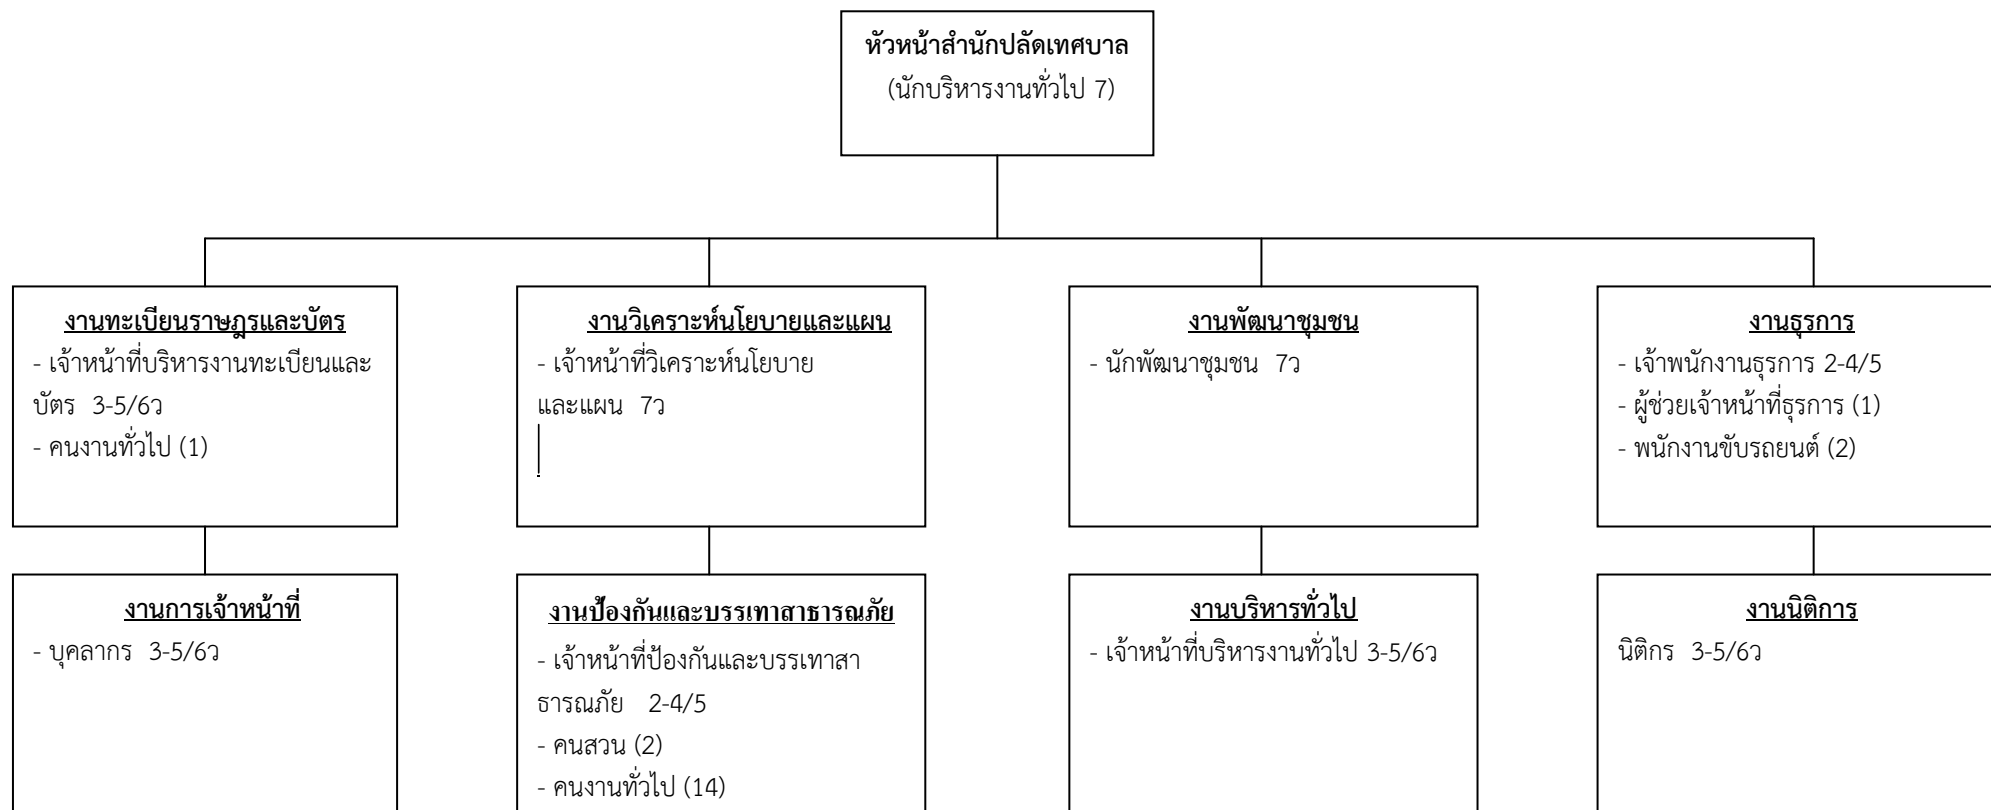 หัวหน้าสำนักปลัดเทศบาล
(นักบริหารงานทั่วไป 7)
งานทะเบียนราษฎรและบัตร
- เจ้าหน้าที่บริหารงานทะเบียนและ
บัตร 3-5/6ว
- คนงานทั่วไป (1)
งานวิเคราะห์นโยบายและแผน
- เจ้าหน้าที่วิเคราะห์นโยบาย
และแผน 7ว
งานพัฒนาชุมชน
- นักพัฒนาชุมชน 7ว
งานธุรการ
- เจ้าพนักงานธุรการ 2-4/5
- ผู้ช่วยเจ้าหน้าที่ธุรการ (1)
- พนักงานขับรถยนต์ (2)
งานการเจ้าหน้าที่
- บุคลากร 3-5/6ว
งานป้องกันและบรรเทาสาธารณภัย
- เจ้าหน้าที่ป้องกันและบรรเทาสา
ธารณภัย 2-4/5
- คนสวน (2)
- คนงานทั่วไป (14)
งานบริหารทั่วไป
- เจ้าหน้าที่บริหารงานทั่วไป 3-5/6ว
งานนิติการ
นิติกร 3-5/6ว